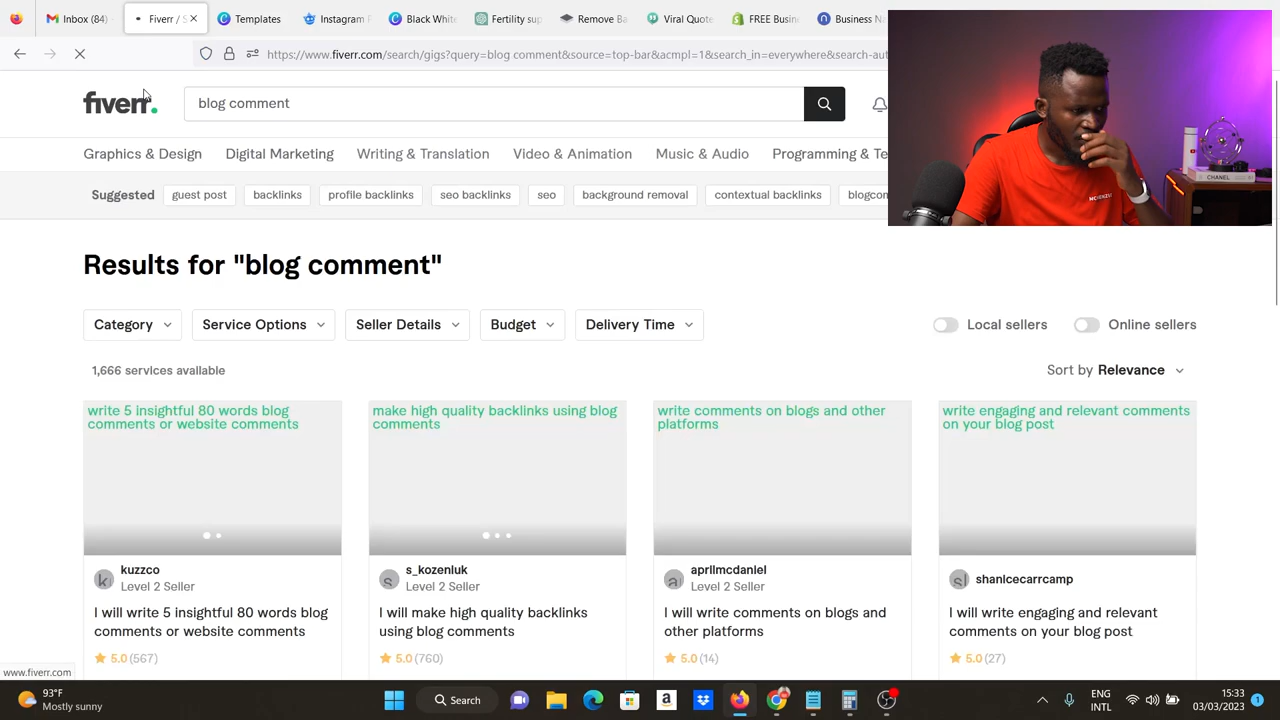 Inbox (84)
Fiverr / S
Templates
Instagram F
Black White
Fertility sup
Remove Ba
Viral Quote
FREE Busin
Business N
https://www.fiverr.com/search/gigs?query=blog comment&source=top-bar&acmpl=1&search_in=everywhere&search-aut
fiverr.
blog comment
Graphics & Design
Digital Marketing
Writing & Translation
Video & Animation
Music & Audio
Programming & Te
Suggested
guest post
backlinks
profile backlinks
seo backlinks
seo
background removal
contextual backlinks
blogcom
Results for "blog comment"
Category
Service Options
Seller Details
Budget
Delivery Time
Local sellers
Online sellers
1,666 services available
Sort by Relevance
write 5 insightful 80 words blog
comments or website comments
make high quality backlinks using blog
comments
write comments on blogs and other
platforms
write engaging and relevant comments
on your blog post
k
kuzzco
Level 2 Seller
s
s_kozeniuk
Level 2 Seller
a
aprilmcdaniel
Level 2 Seller
s
shanicecarrcamp
I will write 5 insightful 80 words blog
comments or website comments
I will make high quality backlinks
using blog comments
I will write comments on blogs and
other platforms
I will write engaging and relevant
comments on your blog post
5.0 (567)
5.0 (760)
5.0 (14)
5.0 (27)
www.fiverr.com
93°F
Mostly sunny
Search
ENG
INTL
15:33
03/03/2023
1
CHANEL